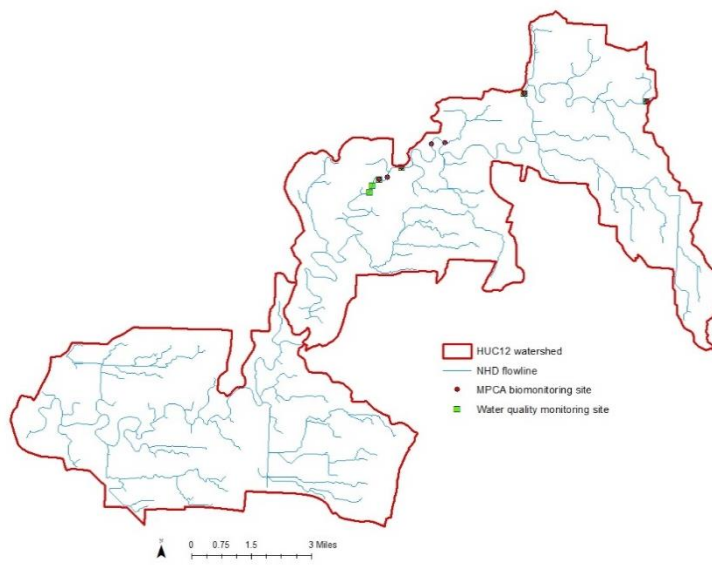 HUC12 watershed
NHD flowline
MPCA biomonitoring site
Water quality monitoring site
N
0 0.75 1.5 3 Miles